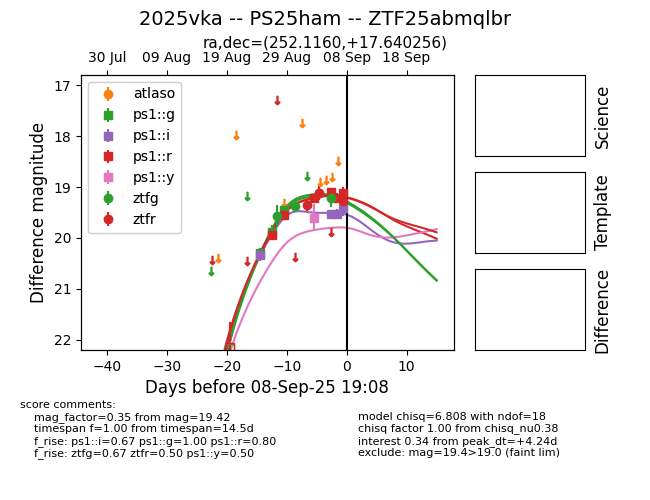 2025vka -- PS25ham -- ZTF25abmqlbr
ra,dec=(252.1160,+17.640256)
30 Jul 09 Aug 19 Aug 29 Aug 08 Sep 18 Sep
17
18
19
20
21
22
Difference magnitude
atlaso
ps1::g
ps1::i
ps1::r
ps1::y
ztfg
ztfr
−40 −30 −20 −10 0 10
Days before 08-Sep-25 19:08
Science
Template
Difference
score comments:
mag_factor=0.35 from mag=19.42
timespan f=1.00 from timespan=14.5d
f_rise: ps1::i=0.67 ps1::g=1.00 ps1::r=0.80
f_rise: ztfg=0.67 ztfr=0.50 ps1::y=0.50
model chisq=6.808 with ndof=18
chisq factor 1.00 from chisq_nu0.38
interest 0.34 from peak_dt=+4.24d
exclude: mag=19.4>19.0 (faint lim)